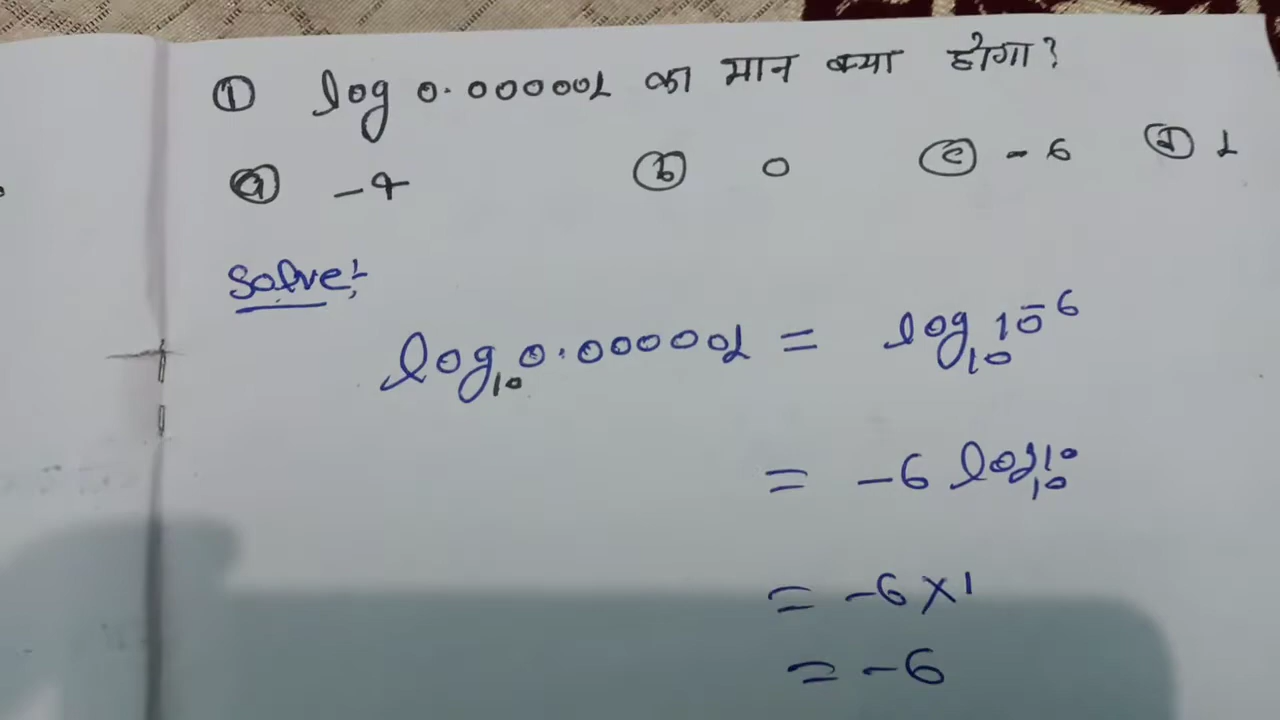 ① log 0.000001 का मान क्या होगा?
ⓐ -4 ⓑ 0 ⓒ -6 ⓓ 1
Solve:-
log₁₀ 0.000001 = log₁₀ 10⁻⁶
= -6 log₁₀ 10
= -6 × 1
= -6